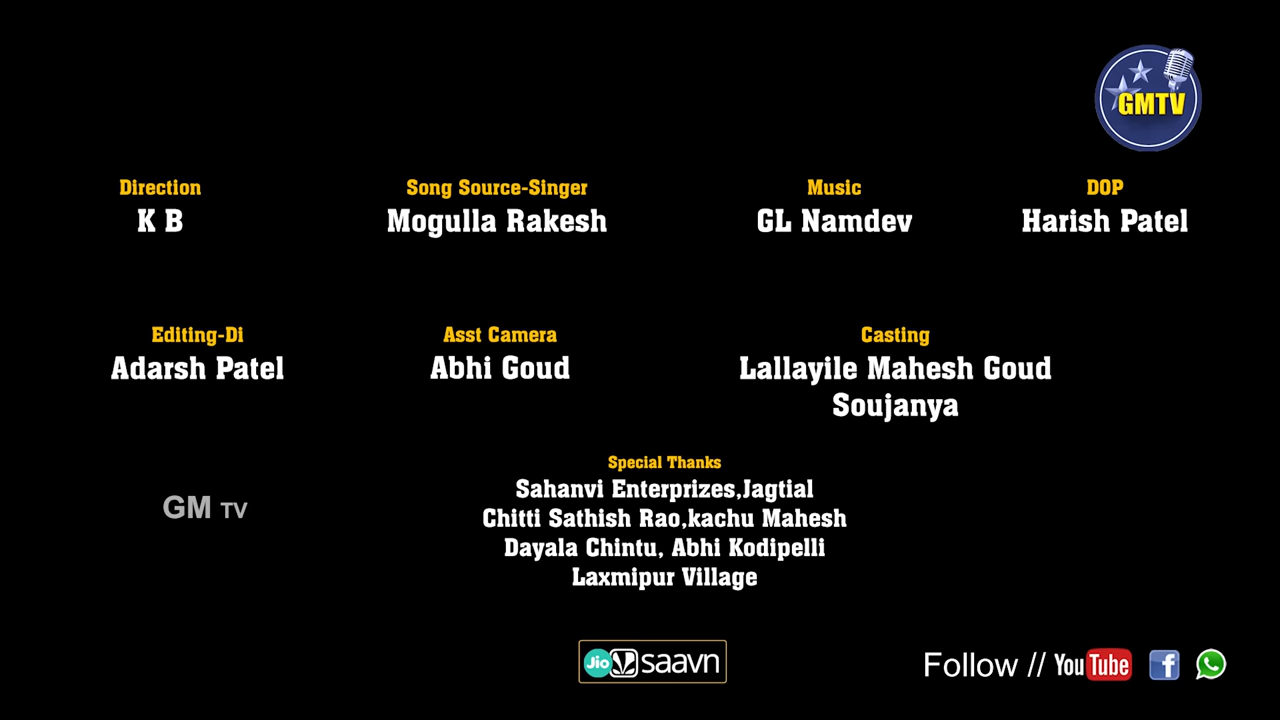 GMTV
Direction
K B
Song Source-Singer
Mogulla Rakesh
Music
GL Namdev
DOP
Harish Patel
Editing-Di
Adarsh Patel
Asst Camera
Abhi Goud
Casting
Lallayile Mahesh Goud
Soujanya
Special Thanks
Sahanvi Enterprizes,Jagtial
Chitti Sathish Rao,kachu Mahesh
Dayala Chintu, Abhi Kodipelli
Laxmipur Village
GM TV
Jio saavn
Follow // YouTube f